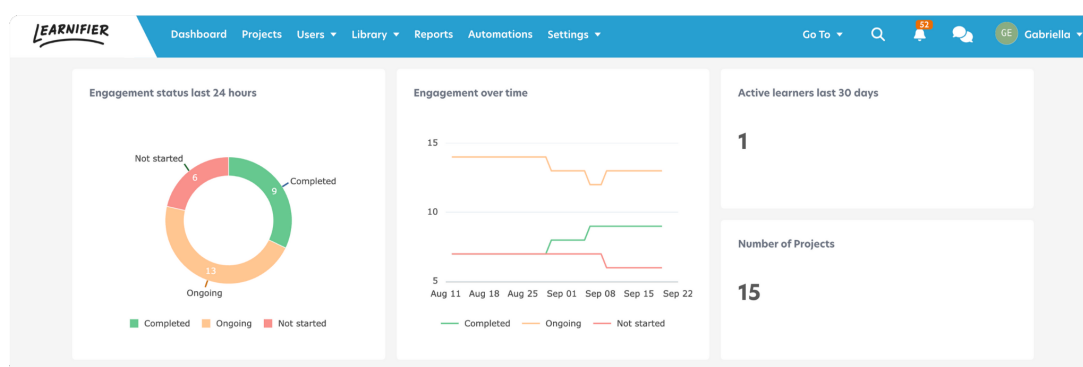 LEARNIFIER
Dashboard Projects Users Library Reports Automations Settings Go To 52 GE Gabriella
Engagement status last 24 hours
Not started
6
9
Completed
13
Ongoing
Completed Ongoing Not started
Engagement over time
15
10
5
Aug 11 Aug 18 Aug 25 Sep 01 Sep 08 Sep 15 Sep 22
Completed Ongoing Not started
Active learners last 30 days
1
Number of Projects
15